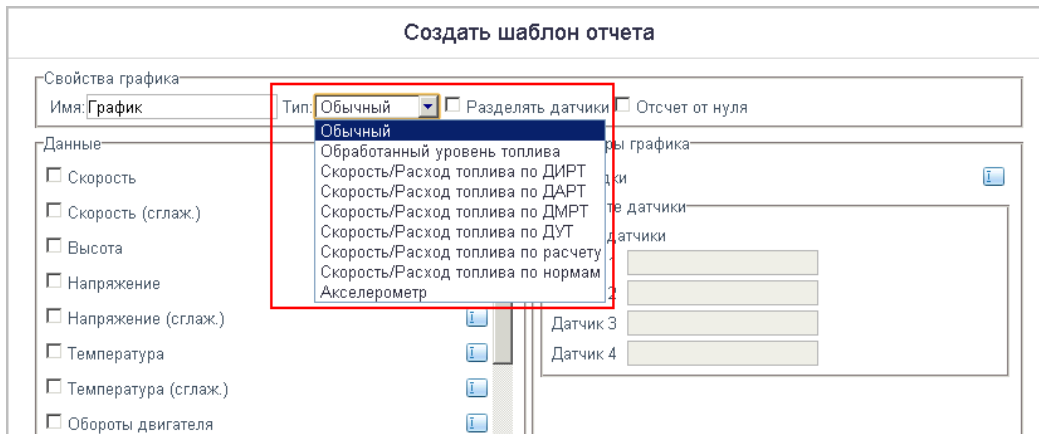 Создать шаблон отчета
Свойства графика
Имя: График Тип: Обычный Разделять датчики Отсчет от нуля
Обычный
Обработанный уровень топлива
Скорость/Расход топлива по ДИРТ
Скорость/Расход топлива по ДАРТ
Скорость/Расход топлива по ДМРТ
Скорость/Расход топлива по ДУТ
Скорость/Расход топлива по расчету
Скорость/Расход топлива по нормам
Акселерометр
Данные
Скорость
Скорость (сглаж.)
Высота
Напряжение
Напряжение (сглаж.)
Температура
Температура (сглаж.)
Обороты двигателя
графика
датчики
датчики
2
Датчик 3
Датчик 4